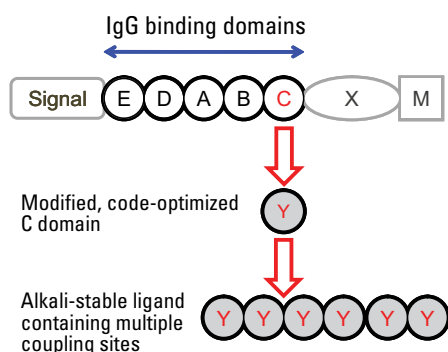 IgG binding domains
Signal E D A B C X M
Modified, code-optimized
C domain
Y
Alkali-stable ligand
containing multiple
coupling sites
Y Y Y Y Y Y